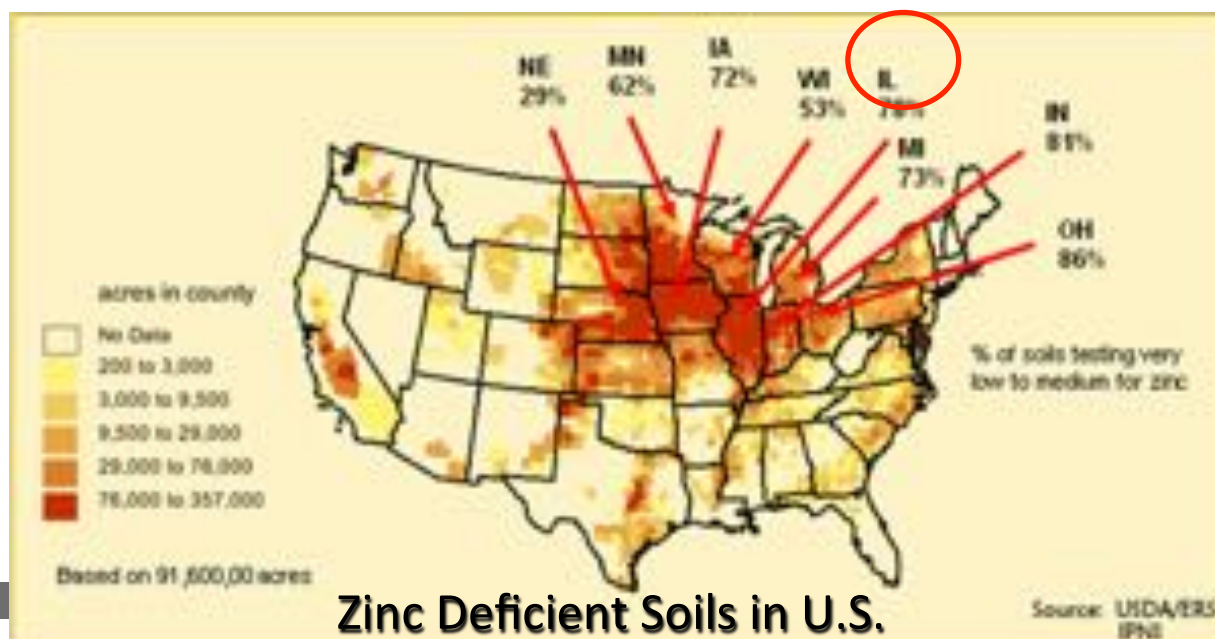 NE
29%
MN
62%
IA
72%
WI
53%
IL
IN
81%
MI
73%
OH
86%
acres in county
No Data
200 to 3,000
3,000 to 9,500
9,500 to 29,000
29,000 to 76,000
76,000 to 357,000
% of soils testing very
low to medium for zinc
Based on 91,600,00 acres
Zinc Deficient Soils in U.S.
Source: USDA/ERS
IPNI